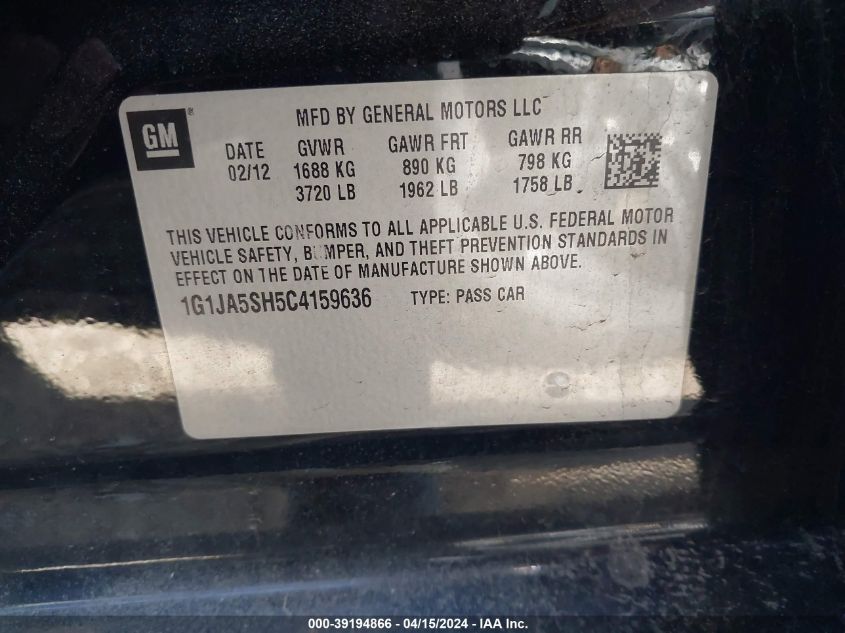 GM ®
MFD BY GENERAL MOTORS LLC
DATE GVWR GAWR FRT GAWR RR
02/12 1688 KG 890 KG 798 KG
3720 LB 1962 LB 1758 LB
THIS VEHICLE CONFORMS TO ALL APPLICABLE U.S. FEDERAL MOTOR
VEHICLE SAFETY, BUMPER, AND THEFT PREVENTION STANDARDS IN
EFFECT ON THE DATE OF MANUFACTURE SHOWN ABOVE.
1G1JA5SH5C4159636 TYPE: PASS CAR
000-39194866 - 04/15/2024 - IAA Inc.